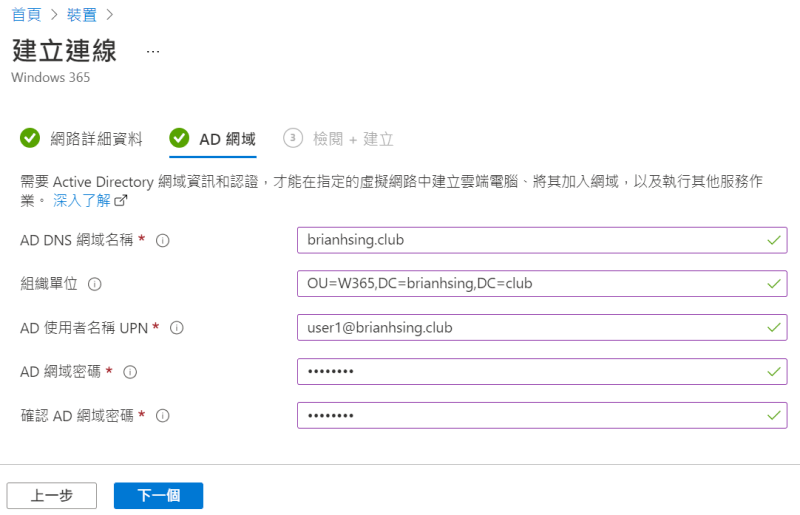 首頁 > 裝置 >
建立連線 ...
Windows 365
網路詳細資料 AD 網域 3 檢閱 + 建立
需要 Active Directory 網域資訊和認證，才能在指定的虛擬網路中建立雲端電腦、將其加入網域，以及執行其他服務作
業。 深入了解
AD DNS 網域名稱 * brianhsing.club
組織單位 OU=W365,DC=brianhsing,DC=club
AD 使用者名稱 UPN * user1@brianhsing.club
AD 網域密碼 * ••••••••
確認 AD 網域密碼 * ••••••••
上一步 下一個